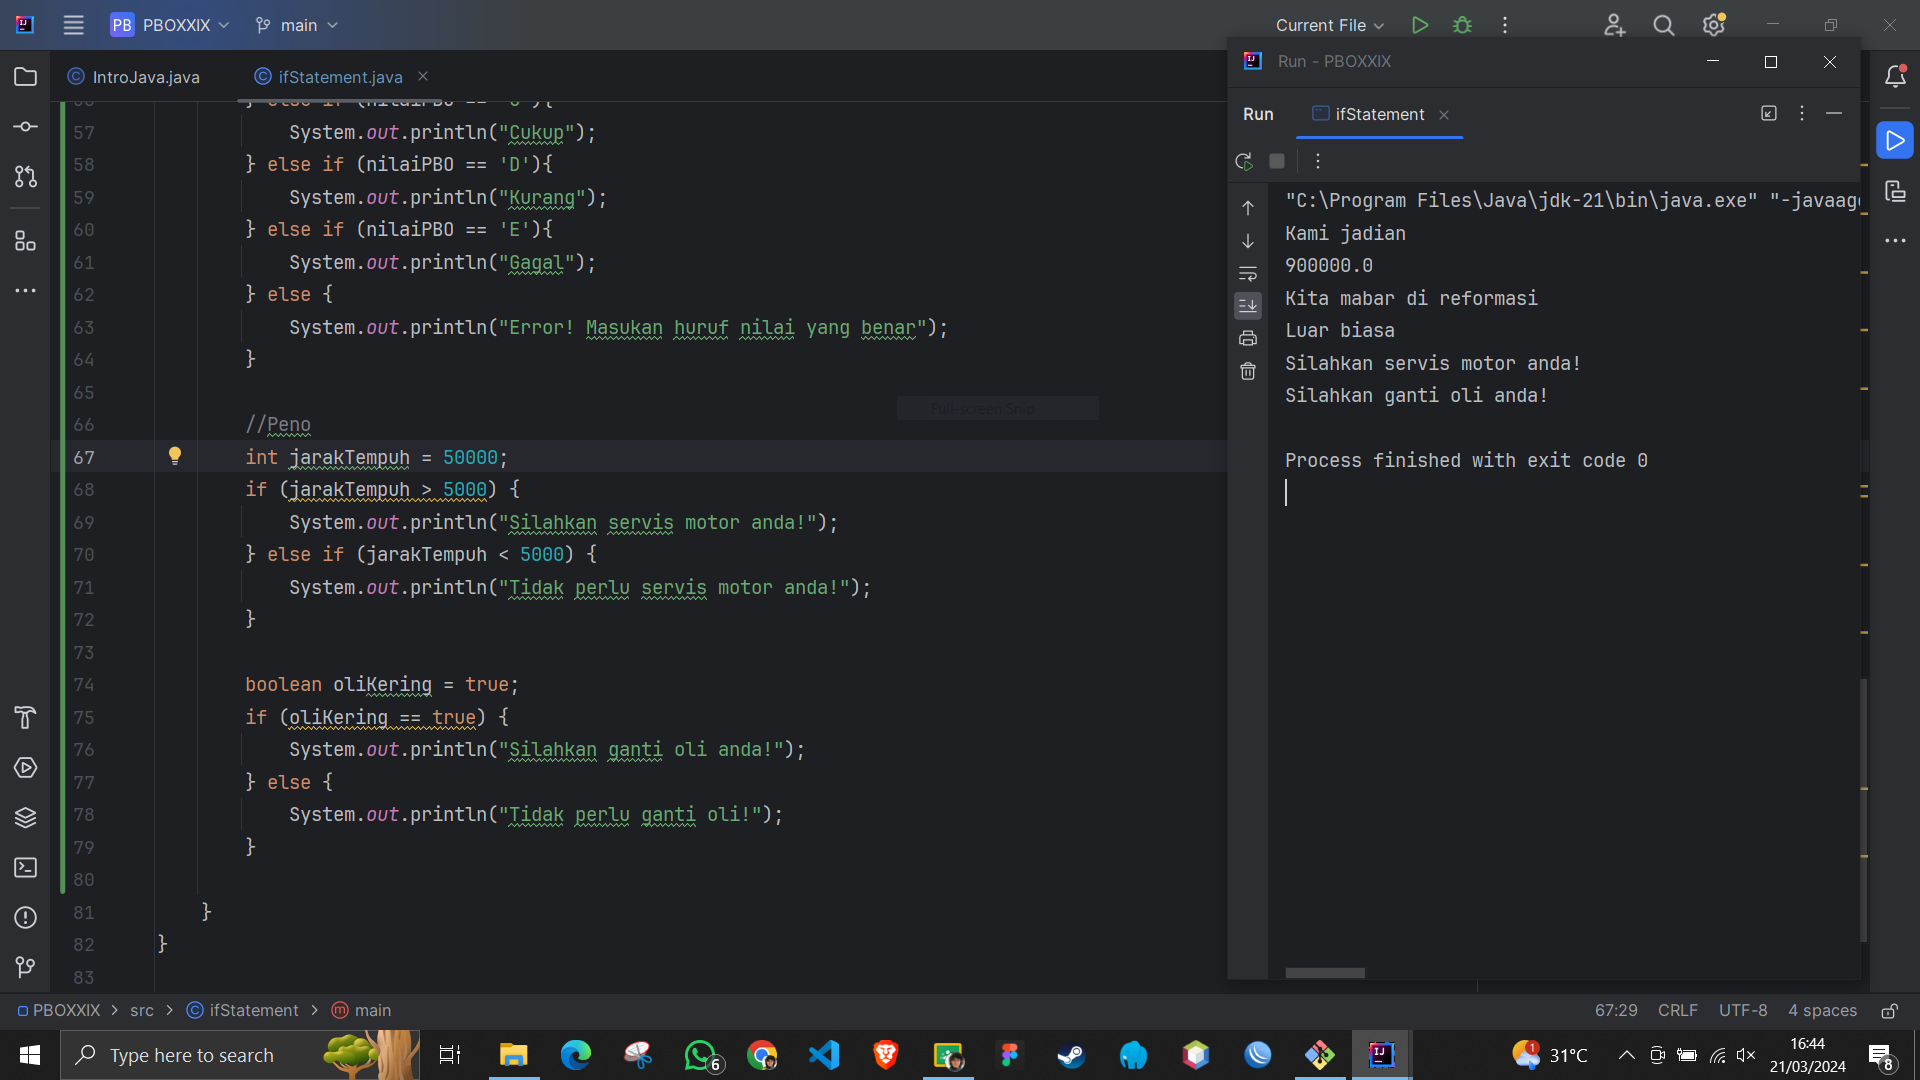 PB PBOXXIX main
Current File
IntroJava.java ifStatement.java
57 System.out.println("Cukup");
58 } else if (nilaiPBO == 'D'){
59 System.out.println("Kurang");
60 } else if (nilaiPBO == 'E'){
61 System.out.println("Gagal");
62 } else {
63 System.out.println("Error! Masukan huruf nilai yang benar");
64 }
65
66 //Peno
67 int jarakTempuh = 50000;
68 if (jarakTempuh > 5000) {
69 System.out.println("Silahkan servis motor anda!");
70 } else if (jarakTempuh < 5000) {
71 System.out.println("Tidak perlu servis motor anda!");
72 }
73
74 boolean oliKering = true;
75 if (oliKering == true) {
76 System.out.println("Silahkan ganti oli anda!");
77 } else {
78 System.out.println("Tidak perlu ganti oli!");
79 }
80
81 }
82 }
83
Full-screen Snip
Run - PBOXXIX
Run ifStatement
"C:\Program Files\Java\jdk-21\bin\java.exe" "-javaag
Kami jadian
900000.0
Kita mabar di reformasi
Luar biasa
Silahkan servis motor anda!
Silahkan ganti oli anda!
Process finished with exit code 0
PBOXXIX > src > ifStatement > main
67:29 CRLF UTF-8 4 spaces
Type here to search
6
1
31°C
16:44
21/03/2024
8